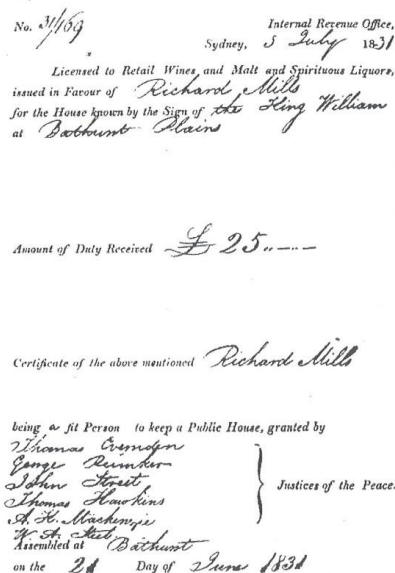 No. 31/169
Internal Revenue Office,
Sydney, 5 July 1831
Licensed to Retail Wines, and Malt and Spirituous Liquors,
issued in Favour of Richard Mills
for the House known by the Sign of the King William
at Bathurst Plains
Amount of Duty Received £25..-.-
Certificate of the above mentioned Richard Mills
being a fit Person to keep a Public House, granted by
Thomas Evernden
George
John Street
Thomas Hawkins
A. K. Mackenzie
W. A. Steel
Justices of the Peace.
Assembled at Bathurst
on the Day of June 1831